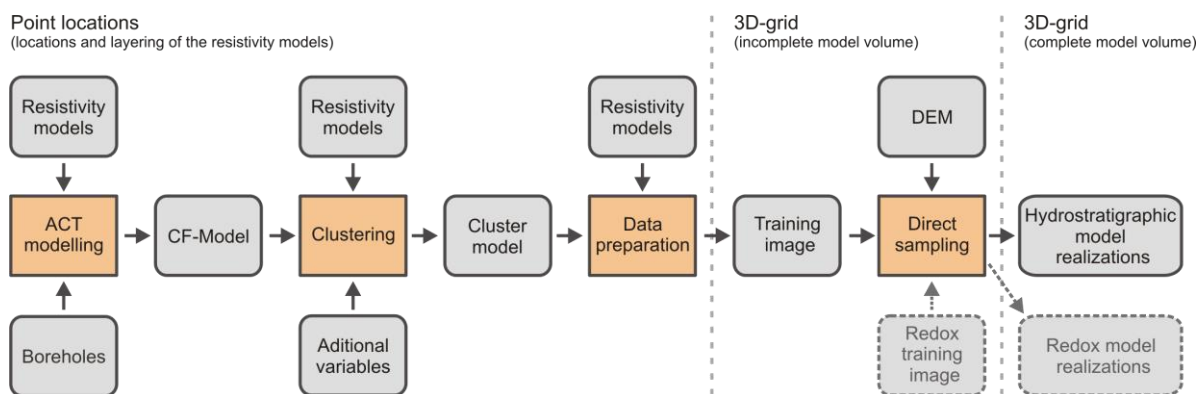 Point locations
(locations and layering of the resistivity models)
3D-grid
(incomplete model volume)
3D-grid
(complete model volume)
Resistivity
models
Resistivity
models
Resistivity
models
DEM
ACT
modelling
CF-Model
Clustering
Cluster
model
Data
preparation
Training
image
Direct
sampling
Hydrostratigraphic
model
realizations
Boreholes
Aditional
variables
Redox
training
image
Redox model
realizations